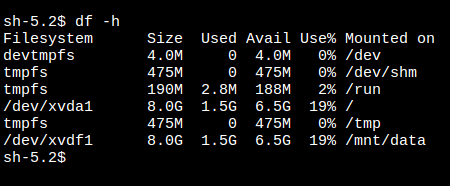 sh-5.2$ df -h
Filesystem      Size  Used Avail Use% Mounted on
devtmpfs        4.0M     0  4.0M   0% /dev
tmpfs           475M     0  475M   0% /dev/shm
tmpfs           190M  2.8M  188M   2% /run
/dev/xvda1      8.0G  1.5G  6.5G  19% /
tmpfs           475M     0  475M   0% /tmp
/dev/xvdf1      8.0G  1.5G  6.5G  19% /mnt/data
sh-5.2$